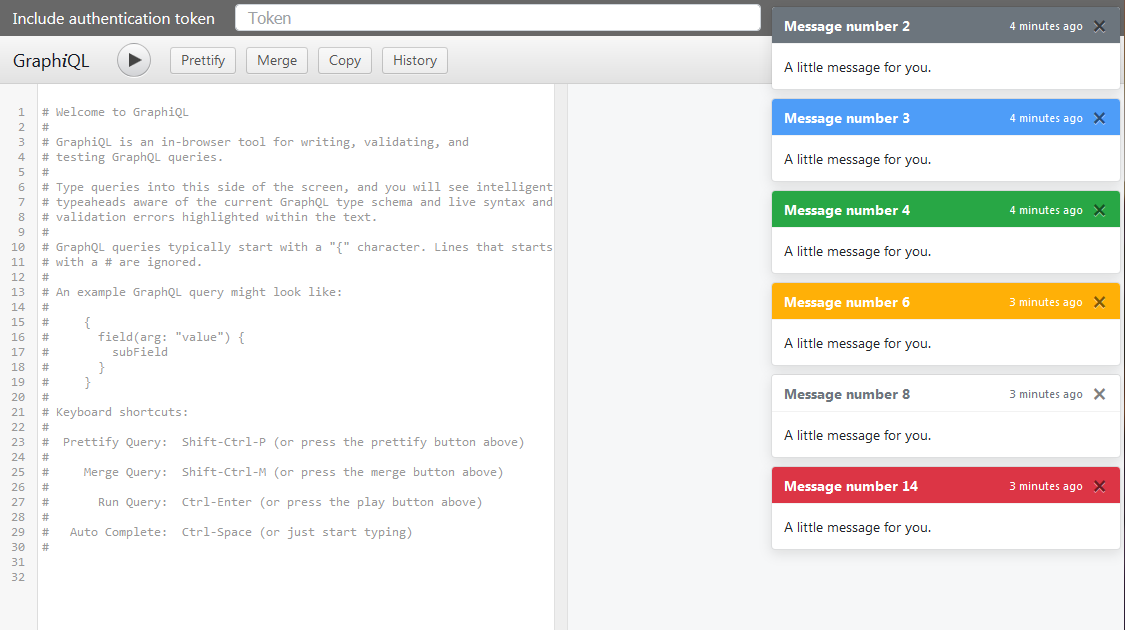 Include authentication token
Token
GraphiQL
Prettify
Merge
Copy
History
1 # Welcome to GraphiQL
2 #
3 # GraphiQL is an in-browser tool for writing, validating, and
4 # testing GraphQL queries.
5 #
6 # Type queries into this side of the screen, and you will see intelligent
7 # typeaheads aware of the current GraphQL type schema and live syntax and
8 # validation errors highlighted within the text.
9 #
10 # GraphQL queries typically start with a "{" character. Lines that starts
11 # with a # are ignored.
12 #
13 # An example GraphQL query might look like:
14 #
15 #     {
16 #       field(arg: "value") {
17 #         subField
18 #       }
19 #     }
20 #
21 # Keyboard shortcuts:
22 #
23 #  Prettify Query:  Shift-Ctrl-P (or press the prettify button above)
24 #
25 #     Merge Query:  Shift-Ctrl-M (or press the merge button above)
26 #
27 #       Run Query:  Ctrl-Enter (or press the play button above)
28 #
29 #   Auto Complete:  Ctrl-Space (or just start typing)
30 #
31
32
Message number 2 4 minutes ago ×
A little message for you.
Message number 3 4 minutes ago ×
A little message for you.
Message number 4 4 minutes ago ×
A little message for you.
Message number 6 3 minutes ago ×
A little message for you.
Message number 8 3 minutes ago ×
A little message for you.
Message number 14 3 minutes ago ×
A little message for you.